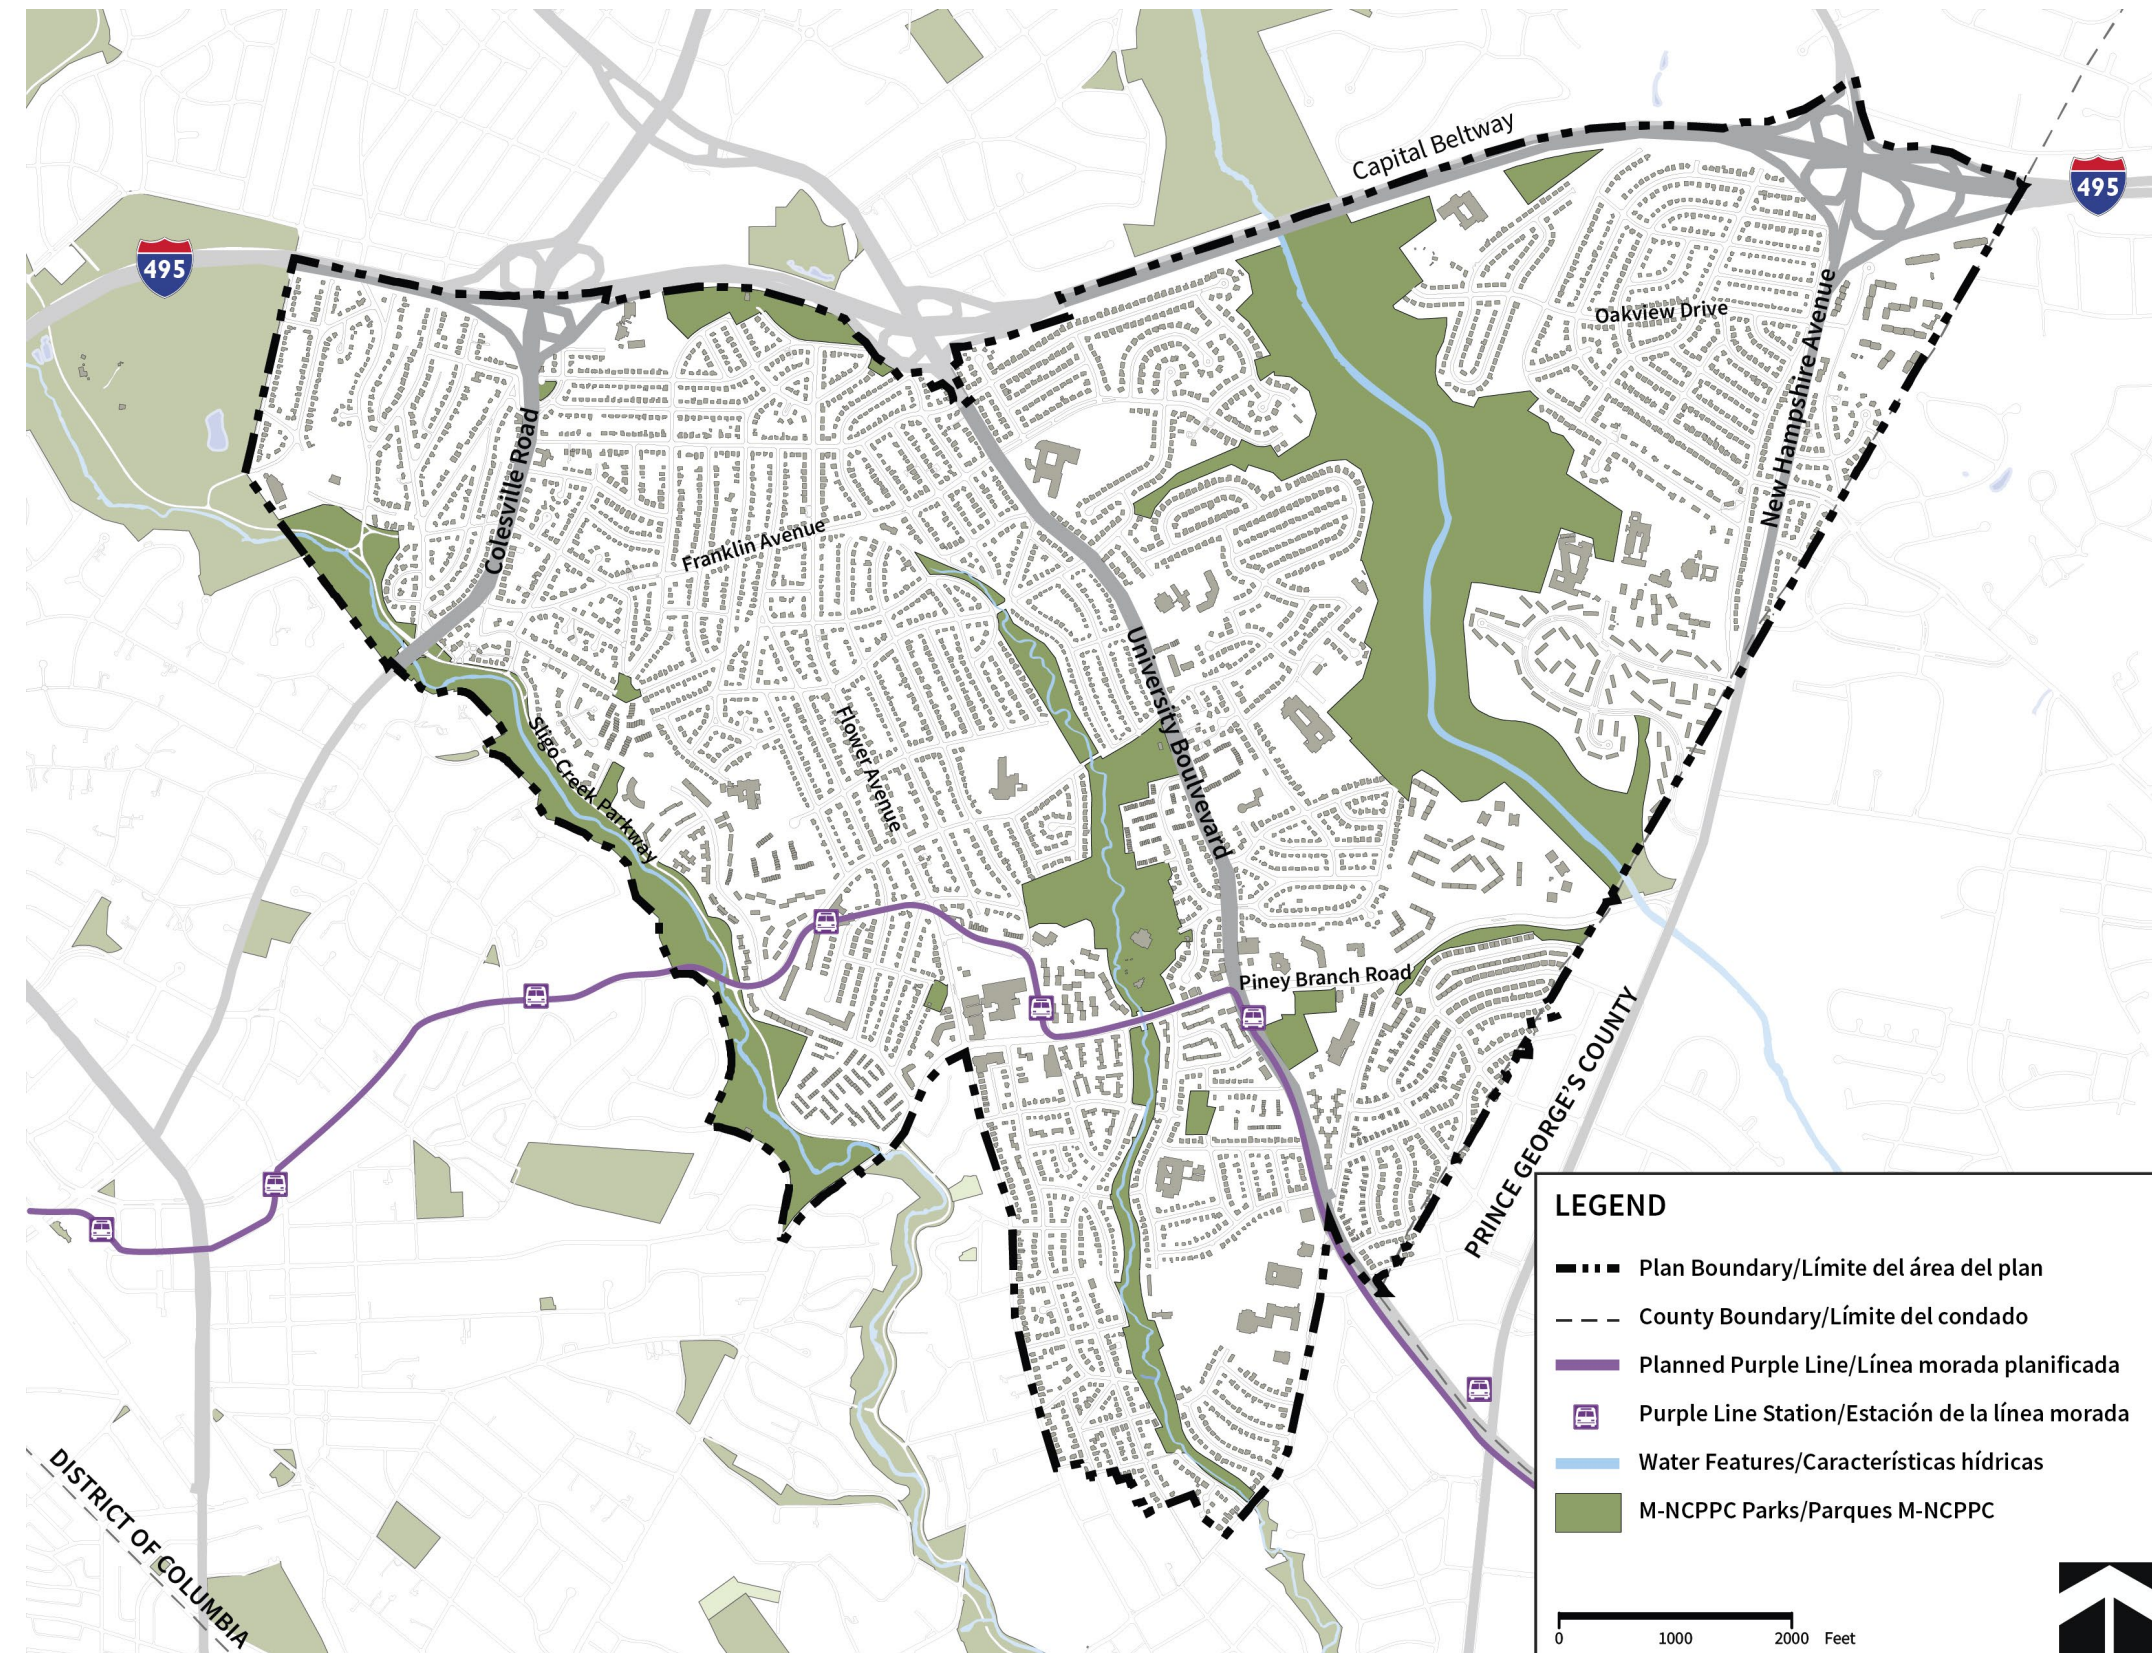 Capital Beltway
495
495
Oakview Drive
New Hampshire Avenue
Colesville Road
Franklin Avenue
University Boulevard
Flower Avenue
Sligo Creek Parkway
Piney Branch Road
PRINCE GEORGE'S COUNTY
DISTRICT OF COLUMBIA
LEGEND
Plan Boundary/Límite del área del plan
County Boundary/Límite del condado
Planned Purple Line/Línea morada planificada
Purple Line Station/Estación de la línea morada
Water Features/Características hídricas
M-NCPPC Parks/Parques M-NCPPC
0 1000 2000 Feet